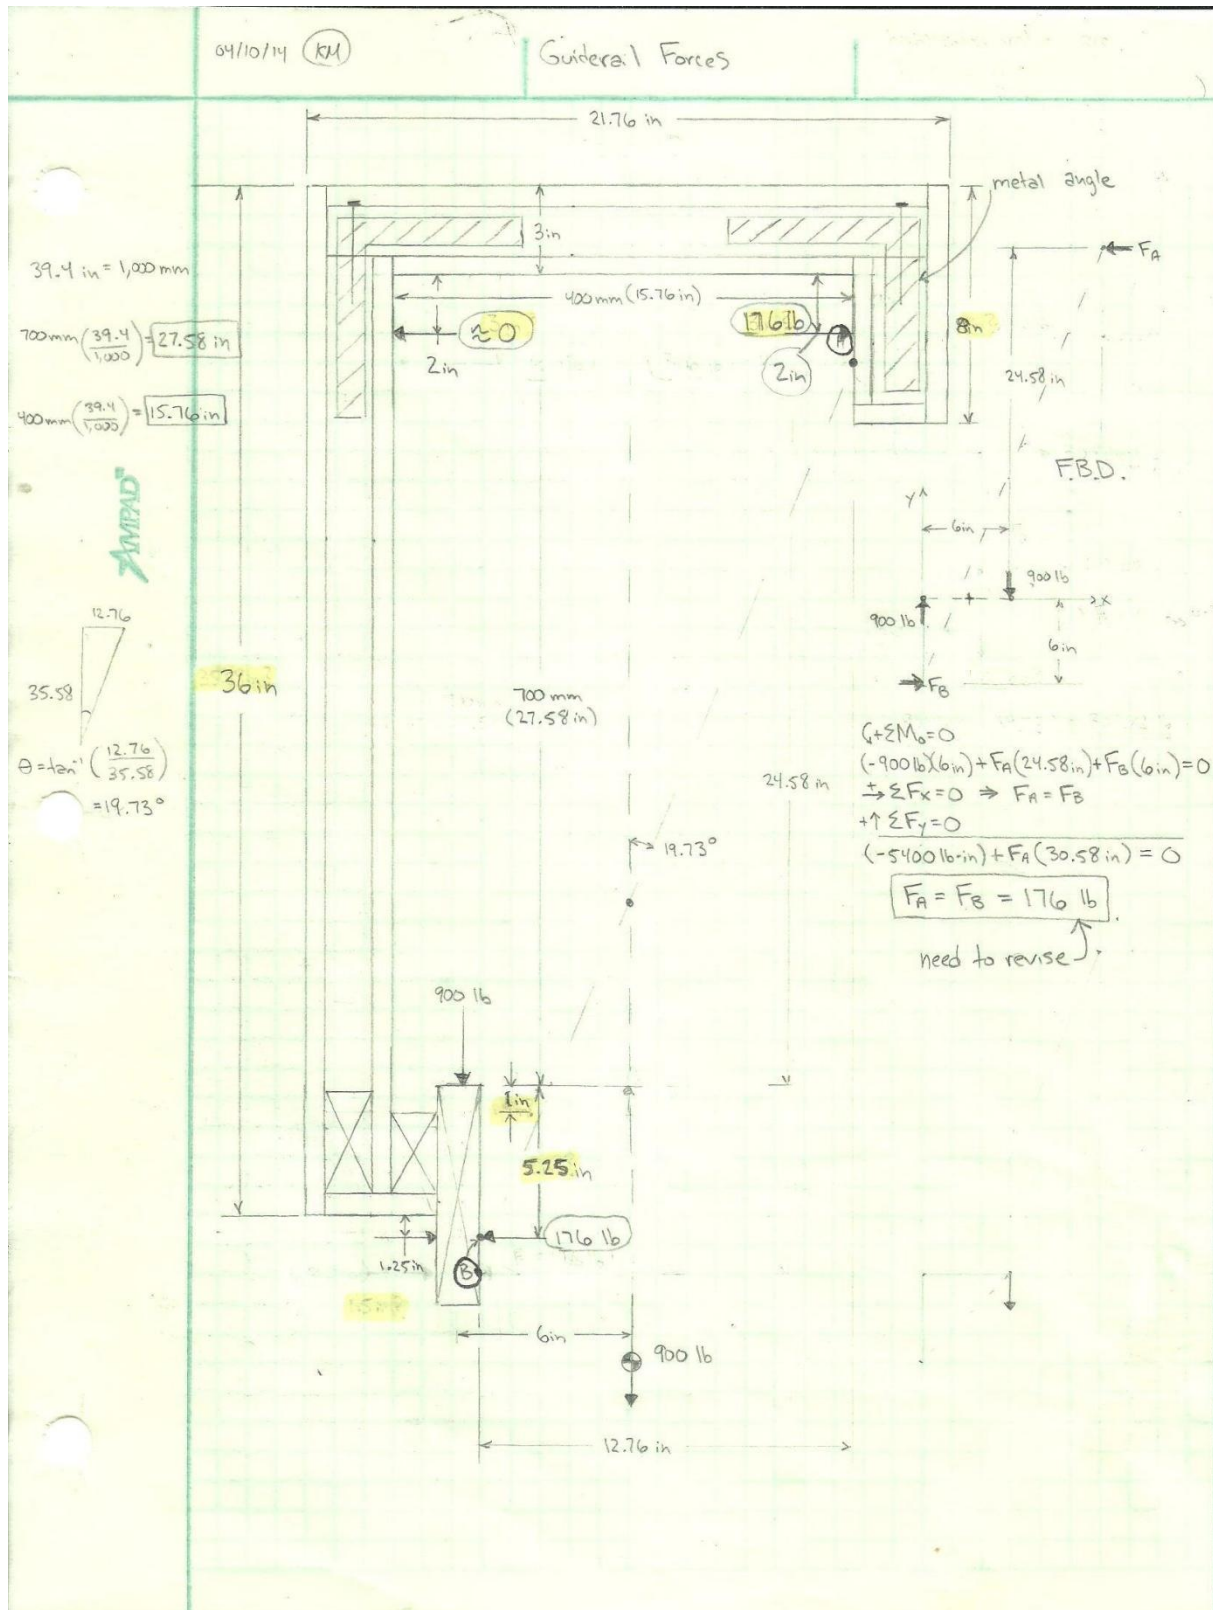 04/10/14 KM
Guiderail Forces
21.76 in
metal angle
3in
FA
39.4 in = 1,000 mm
400mm (15.76in)
700mm (39.4/1,000) = 27.58 in
≈ 0
176 lb
A
8in
2in
2in
24.58 in
400mm (39.4/1,000) = 15.76 in
AMPAD
F.B.D.
y
6in
900 lb
x
900 lb
6in
12.76
35.58
36in
700 mm
(27.58 in)
FB
↺+ΣMo=0
(-900lb)(6in)+FA(24.58in)+FB(6in)=0
θ = tan⁻¹ (12.76/35.58)
= 19.73°
24.58 in
+→ ΣFx=0 ⇒ FA = FB
+↑ ΣFy=0
19.73°
(-5400 lb-in) + FA (30.58 in) = 0
FA = FB = 176 lb
need to revise
900 lb
1in
5.25 in
176 lb
1.25in
B
6in
900 lb
12.76 in